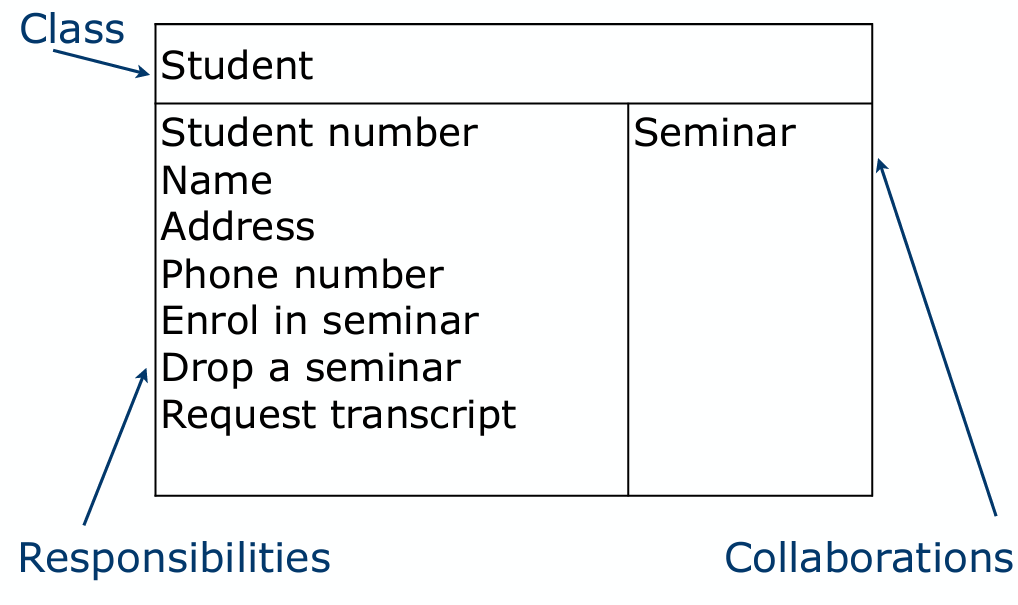 Class
Student
Student number
Seminar
Name
Address
Phone number
Enrol in seminar
Drop a seminar
Request transcript
Responsibilities
Collaborations